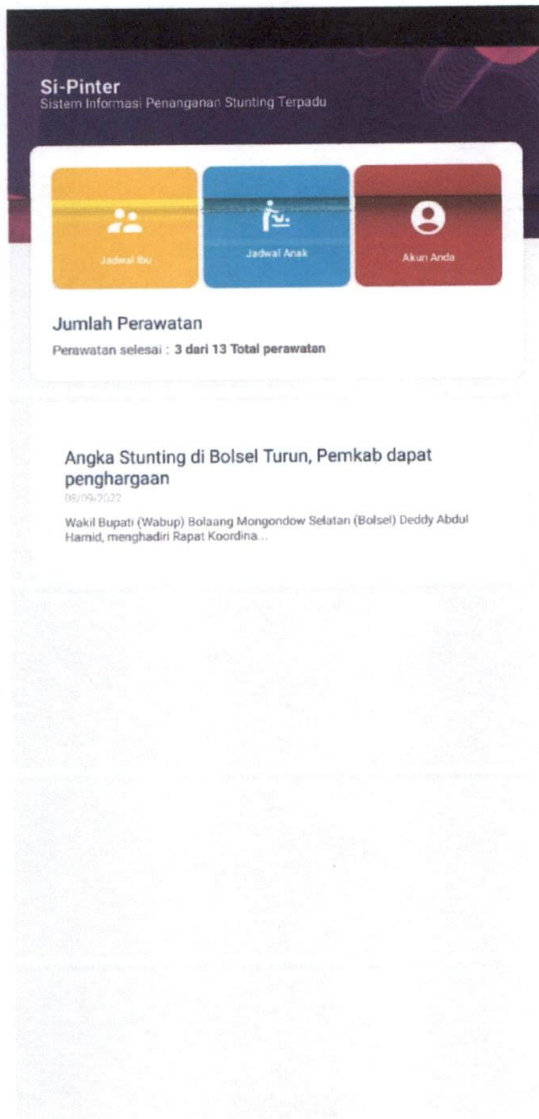 Si-Pinter
Sistem Informasi Penanganan Stunting Terpadu
Jadwal Ibu
Jadwal Anak
Akun Anda
Jumlah Perawatan
Perawatan selesai : 3 dari 13 Total perawatan
Angka Stunting di Bolsel Turun, Pemkab dapat
penghargaan
08/09/2022
Wakil Bupati (Wabup) Bolaang Mongondow Selatan (Bolsel) Deddy Abdul
Hamid, menghadiri Rapat Koordina...